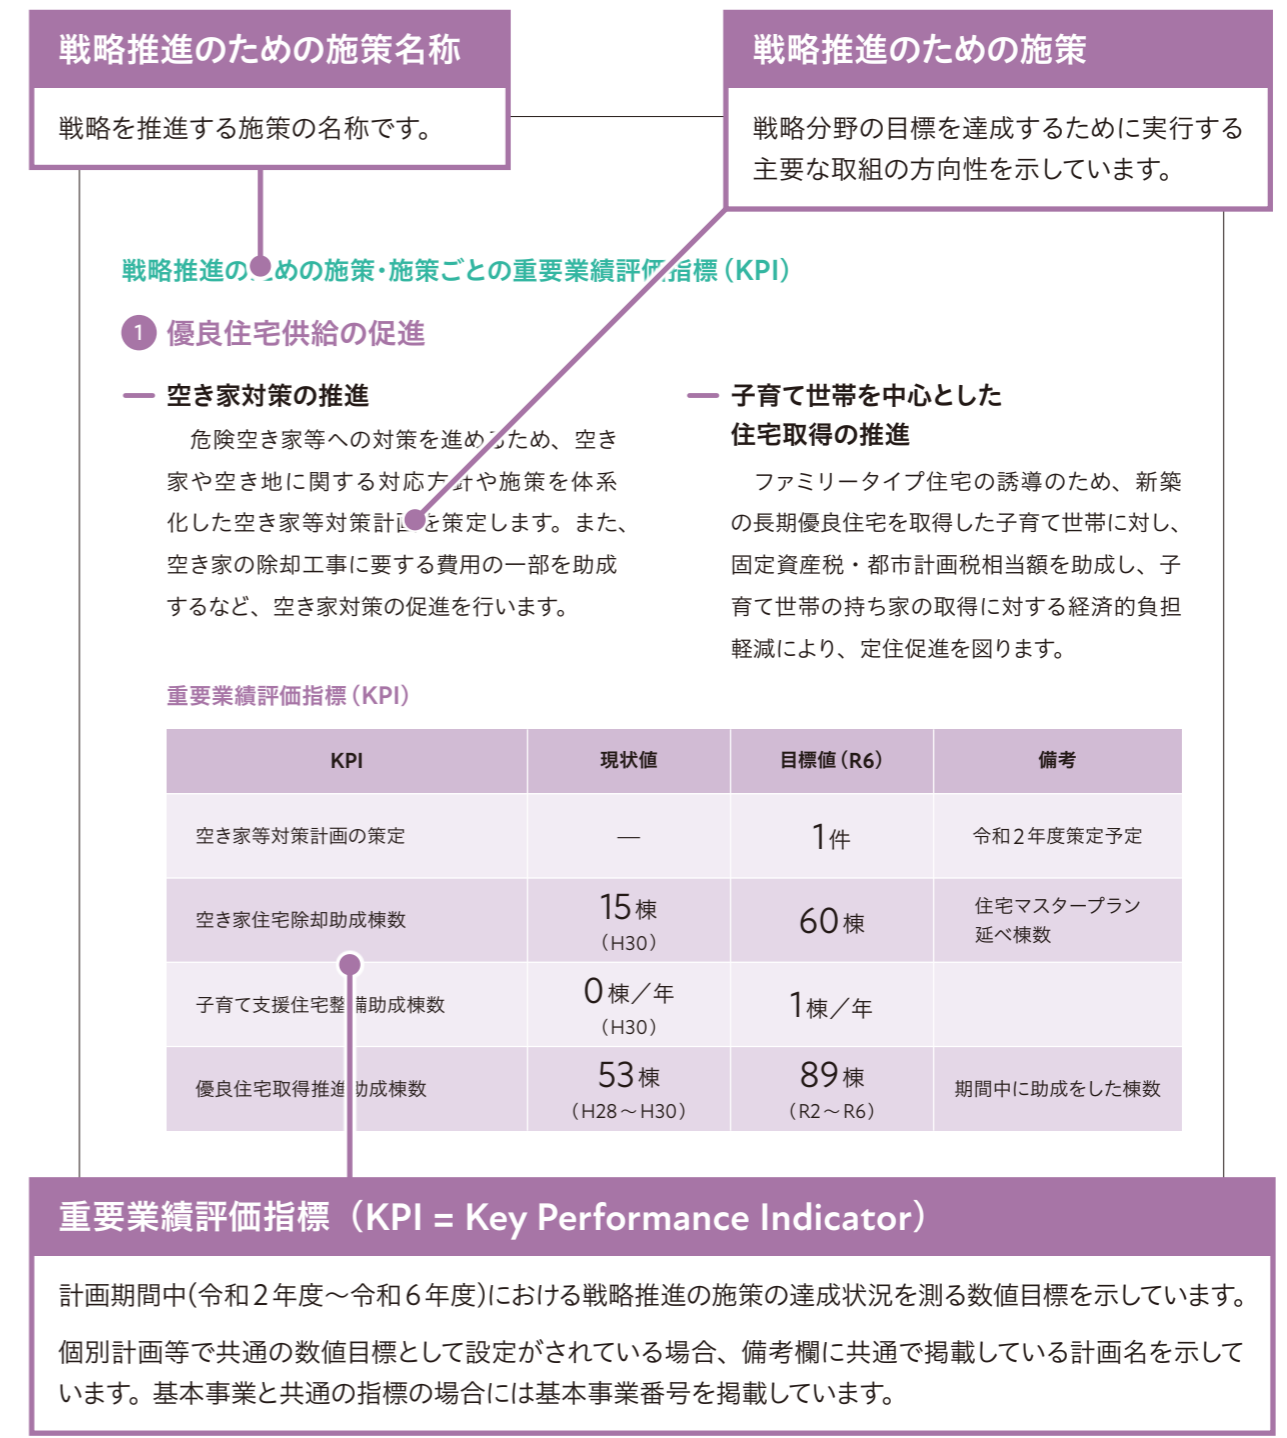 戦略推進のための施策名称
戦略を推進する施策の名称です。
戦略推進のための施策
戦略分野の目標を達成するために実行する
主要な取組の方向性を示しています。
戦略推進のための施策・施策ごとの重要業績評価指標（KPI）
1 優良住宅供給の促進
空き家対策の推進
危険空き家等への対策を進めるため、空き
家や空き地に関する対応方針や施策を体系
化した空き家等対策計画を策定します。また、
空き家の除却工事に要する費用の一部を助成
するなど、空き家対策の促進を行います。
子育て世帯を中心とした
住宅取得の推進
ファミリータイプ住宅の誘導のため、新築
の長期優良住宅を取得した子育て世帯に対し、
固定資産税・都市計画税相当額を助成し、子
育て世帯の持ち家の取得に対する経済的負担
軽減により、定住促進を図ります。
重要業績評価指標（KPI）
KPI 現状値 目標値（R6） 備考
空き家等対策計画の策定 ― 1件 令和2年度策定予定
空き家住宅除却助成棟数 15棟 （H30） 60棟 住宅マスタープラン
延べ棟数
子育て支援住宅整備助成棟数 0棟／年 （H30） 1棟／年
優良住宅取得推進助成棟数 53棟 （H28～H30） 89棟 （R2～R6） 期間中に助成をした棟数
重要業績評価指標（KPI = Key Performance Indicator）
計画期間中(令和2年度～令和6年度)における戦略推進の施策の達成状況を測る数値目標を示しています。
個別計画等で共通の数値目標として設定がされている場合、備考欄に共通で掲載している計画名を示して
います。基本事業と共通の指標の場合には基本事業番号を掲載しています。